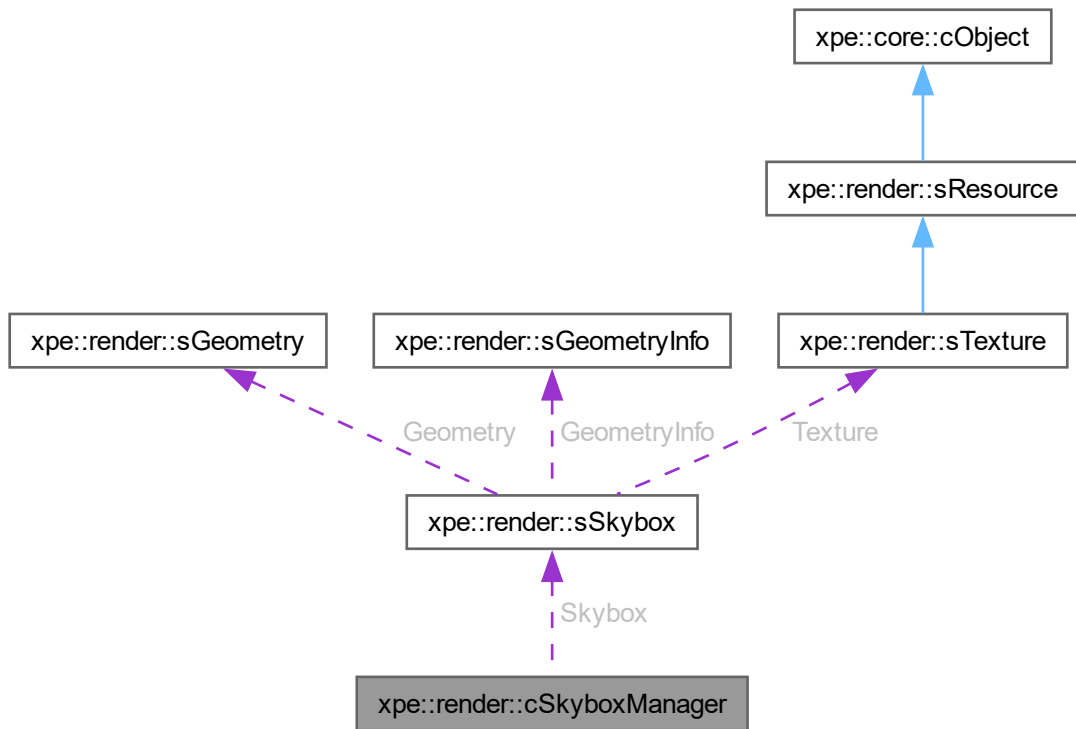 xpe::core::cObject
xpe::render::sResource
xpe::render::sGeometry
xpe::render::sGeometryInfo
xpe::render::sTexture
Geometry
GeometryInfo
Texture
xpe::render::sSkybox
Skybox
xpe::render::cSkyboxManager